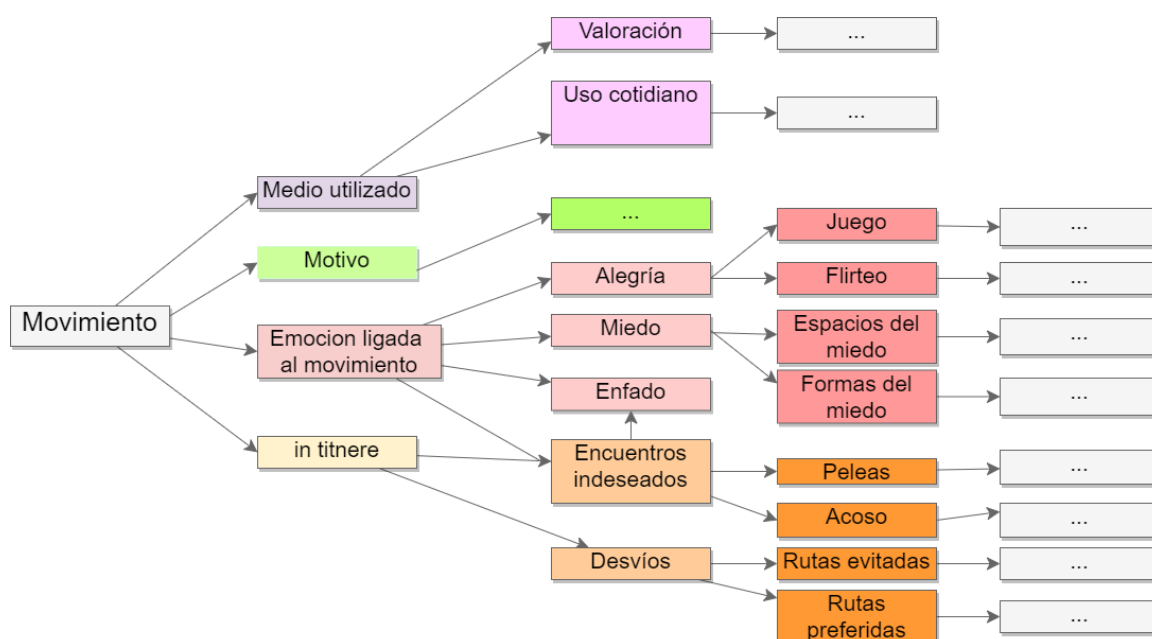 Valoración
...
Uso cotidiano
...
Medio utilizado
...
Juego
...
Motivo
Alegría
Flirteo
...
Movimiento
Emocion ligada
al movimiento
Miedo
Espacios del
miedo
...
Enfado
Formas del
miedo
...
in titnere
Encuentros
indeseados
Peleas
...
Acoso
...
Desvíos
Rutas evitadas
...
Rutas
preferidas
...